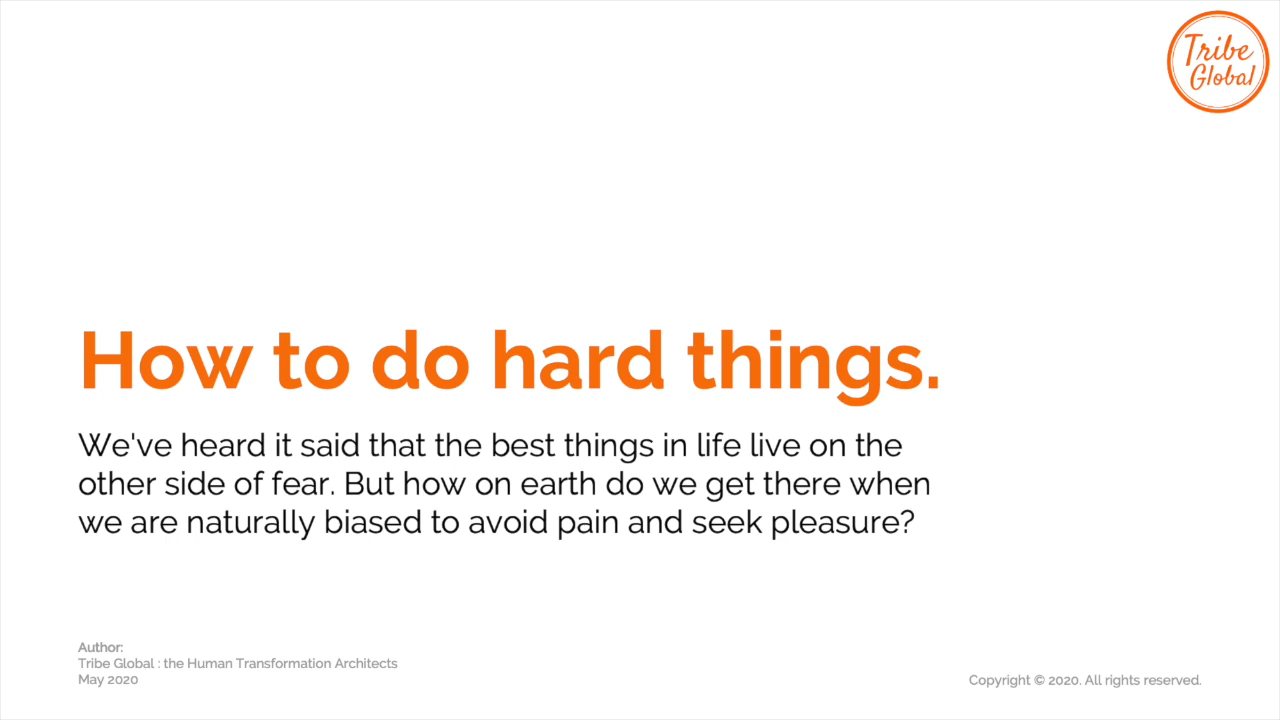 Tribe
Global
How to do hard things.
We've heard it said that the best things in life live on the
other side of fear. But how on earth do we get there when
we are naturally biased to avoid pain and seek pleasure?
Author:
Tribe Global : the Human Transformation Architects
May 2020
Copyright © 2020. All rights reserved.